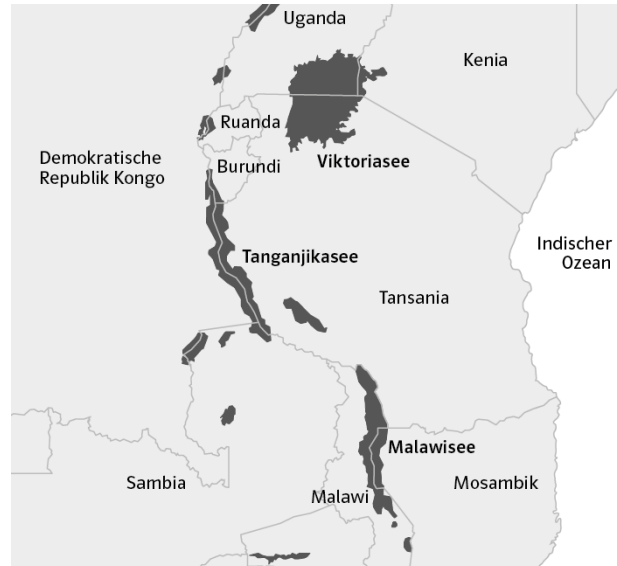 Uganda
Kenia
Ruanda
Demokratische
Republik Kongo
Burundi
Viktoriasee
Indischer
Ozean
Tanganjikasee
Tansania
Malawisee
Sambia
Malawi
Mosambik